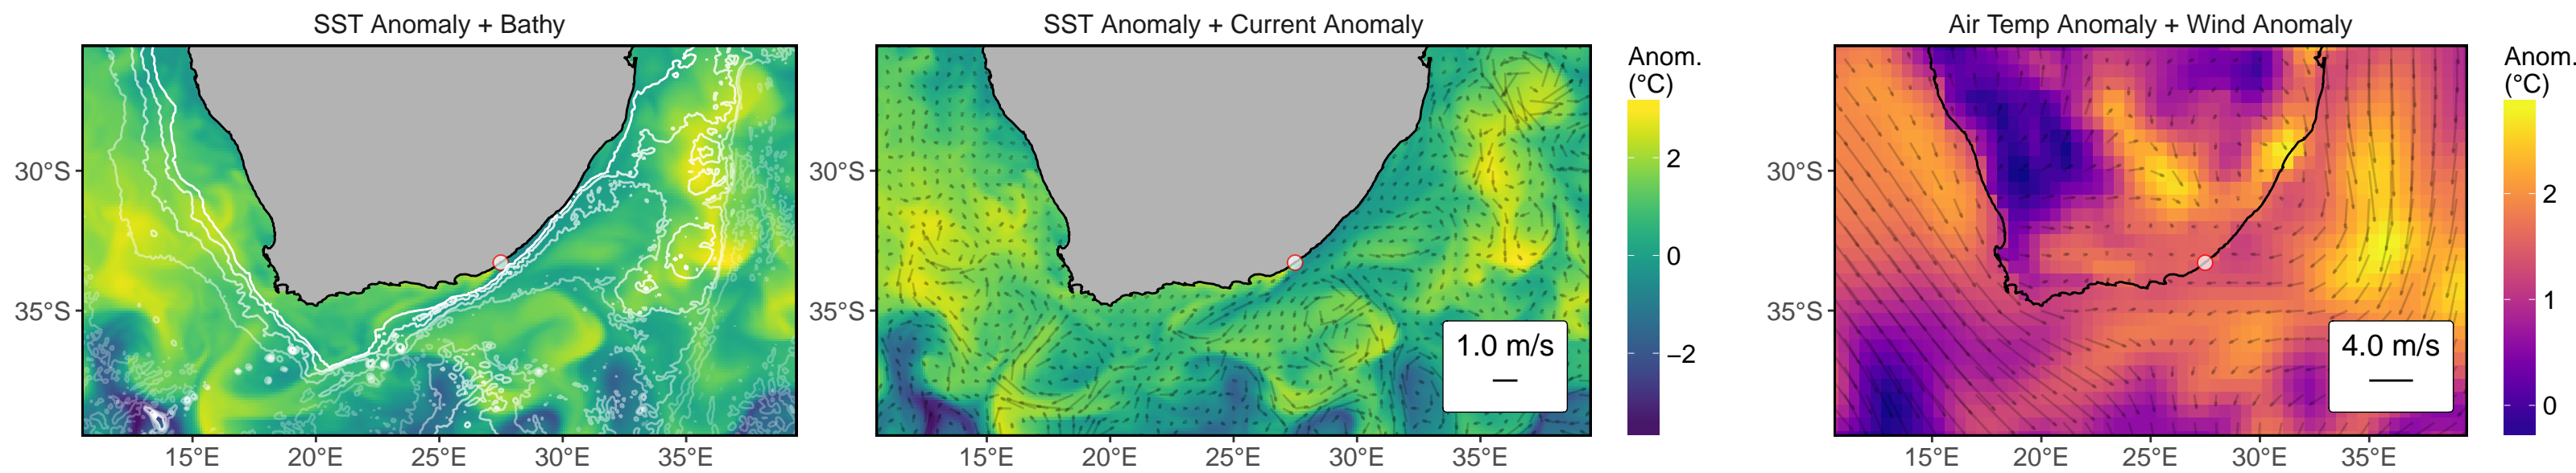 SST Anomaly + Bathy
30°S
35°S
15°E 20°E 25°E 30°E 35°E
SST Anomaly + Current Anomaly
30°S
35°S
15°E 20°E 25°E 30°E 35°E
1.0 m/s
Anom.
(°C)
2
0
−2
Air Temp Anomaly + Wind Anomaly
30°S
35°S
15°E 20°E 25°E 30°E 35°E
4.0 m/s
Anom.
(°C)
2
1
0